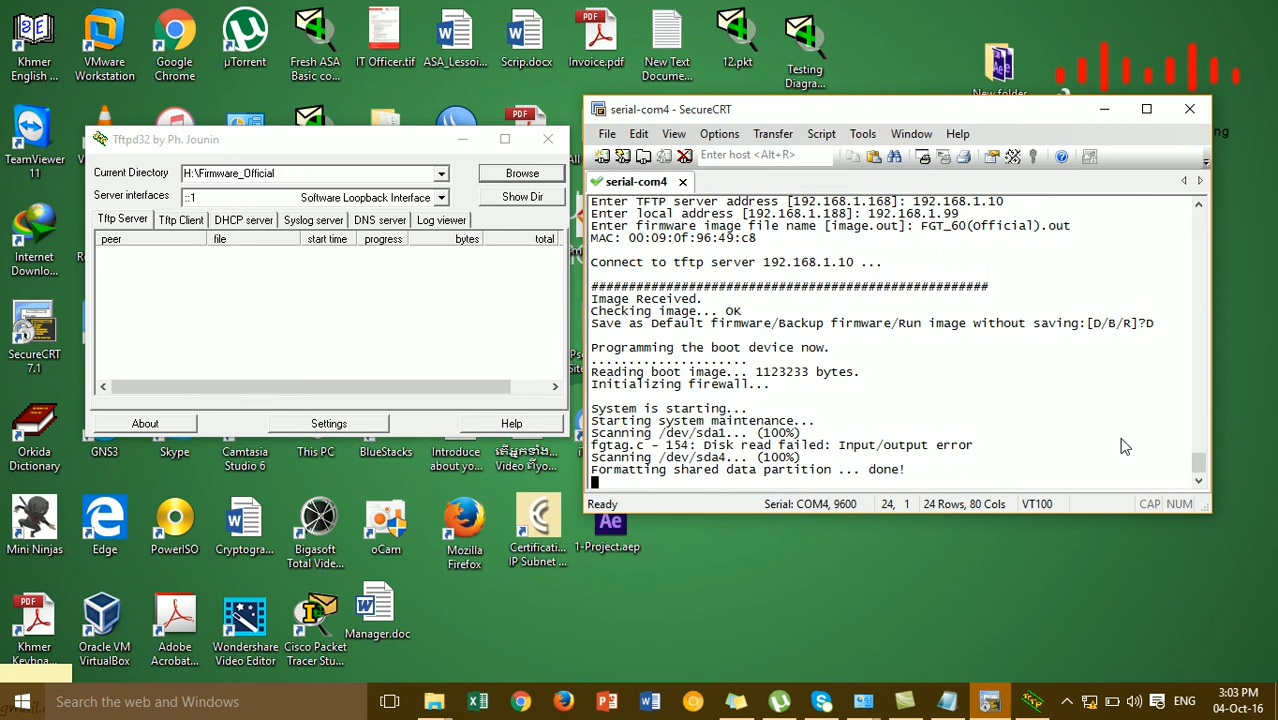 Khmer
English ...
VMware
Workstation
Google
Chrome
µTorrent
Fresh ASA
Basic co...
IT Officer.tif
ASA_Lessoi...
Scrip.docx
Invoice.pdf
New Text
Docume...
12.pkt
Testing
Diagra...
New folder
TeamViewer
11
Internet
Downlo...
SecureCRT
7.1
Orkida
Dictionary
GNS3
Skype
Camtasia
Studio 6
This PC
BlueStacks
Introduce
about yo...
Mini Ninjas
Edge
PowerISO
Cryptogra...
Bigasoft
Total Vide...
oCam
Mozilla
Firefox
Certificati...
IP Subnet ...
1-Project.aep
Khmer
Keyboa...
Oracle VM
VirtualBox
Adobe
Acrobat...
Wondershare
Video Editor
Cisco Packet
Tracer Stu...
Manager.doc
Tftpd32 by Ph. Jounin
Current Directory
H:\Firmware_Official
Browse
Server interfaces
::1
Software Loopback Interface
Show Dir
Tftp Server
Tftp Client
DHCP server
Syslog server
DNS server
Log viewer
peer
file
start time
progress
bytes
total
About
Settings
Help
serial-com4 - SecureCRT
File Edit View Options Transfer Script Tools Window Help
Enter host <Alt+R>
serial-com4
Enter TFTP server address [192.168.1.168]: 192.168.1.10
Enter local address [192.168.1.188]: 192.168.1.99
Enter firmware image file name [image.out]: FGT_60(Official).out
MAC: 00:09:0f:96:49:c8
Connect to tftp server 192.168.1.10 ...
##################################################
Image Received.
Checking image... OK
Save as Default firmware/Backup firmware/Run image without saving:[D/B/R]?D
Programming the boot device now.
.....................
Reading boot image... 1123233 bytes.
Initializing firewall...
System is starting...
Starting system maintenance...
Scanning /dev/sda1... (100%)
fgtag.c - 154: Disk read failed: Input/output error
Scanning /dev/sda4... (100%)
Formatting shared data partition ... done!
Ready
Serial: COM4, 9600
24, 1
24 Rows, 80 Cols
VT100
CAP NUM
Search the web and Windows
ENG
3:03 PM
04-Oct-16